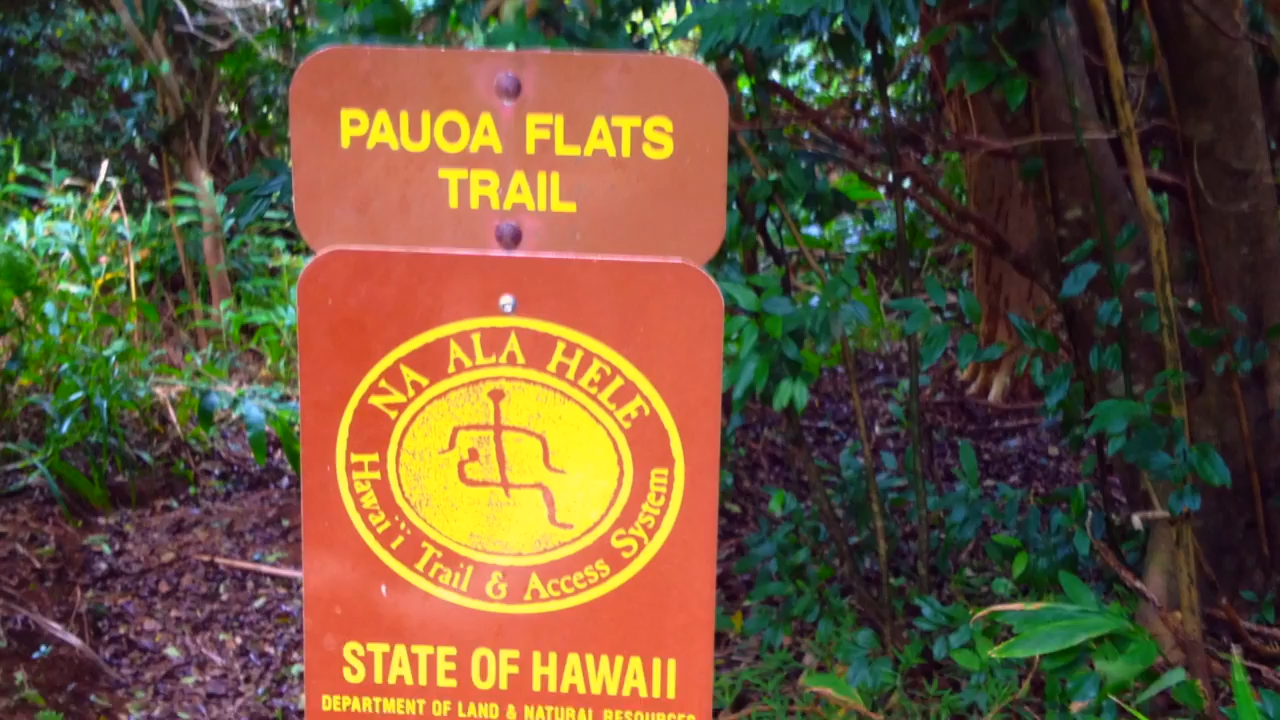 PAUOA FLATS
TRAIL
NA ALA HELE
Hawai'i Trail & Access System
STATE OF HAWAII
DEPARTMENT OF LAND & NATURAL RESOURCES